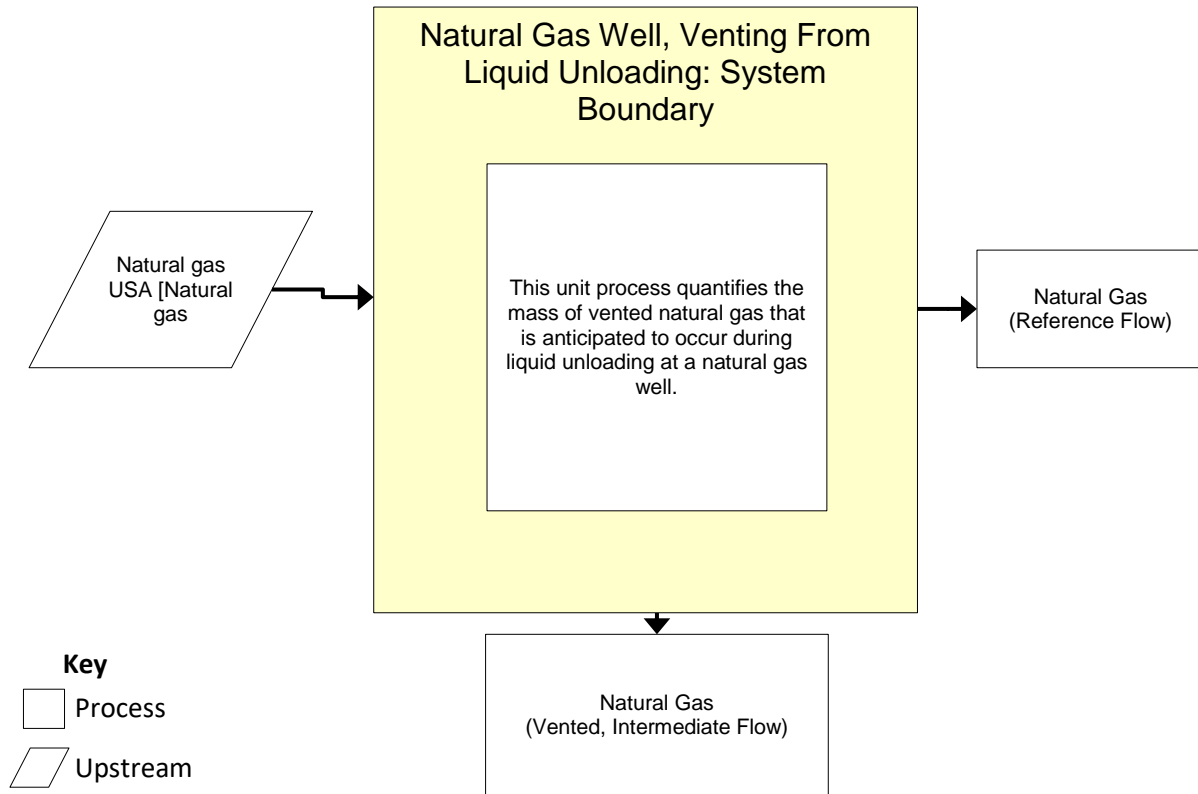 Natural Gas Well, Venting From
Liquid Unloading: System
Boundary
Natural gas
USA [Natural
gas
This unit process quantifies the
mass of vented natural gas that
is anticipated to occur during
liquid unloading at a natural gas
well.
Natural Gas
(Reference Flow)
Natural Gas
(Vented, Intermediate Flow)
Key
Process
Upstream